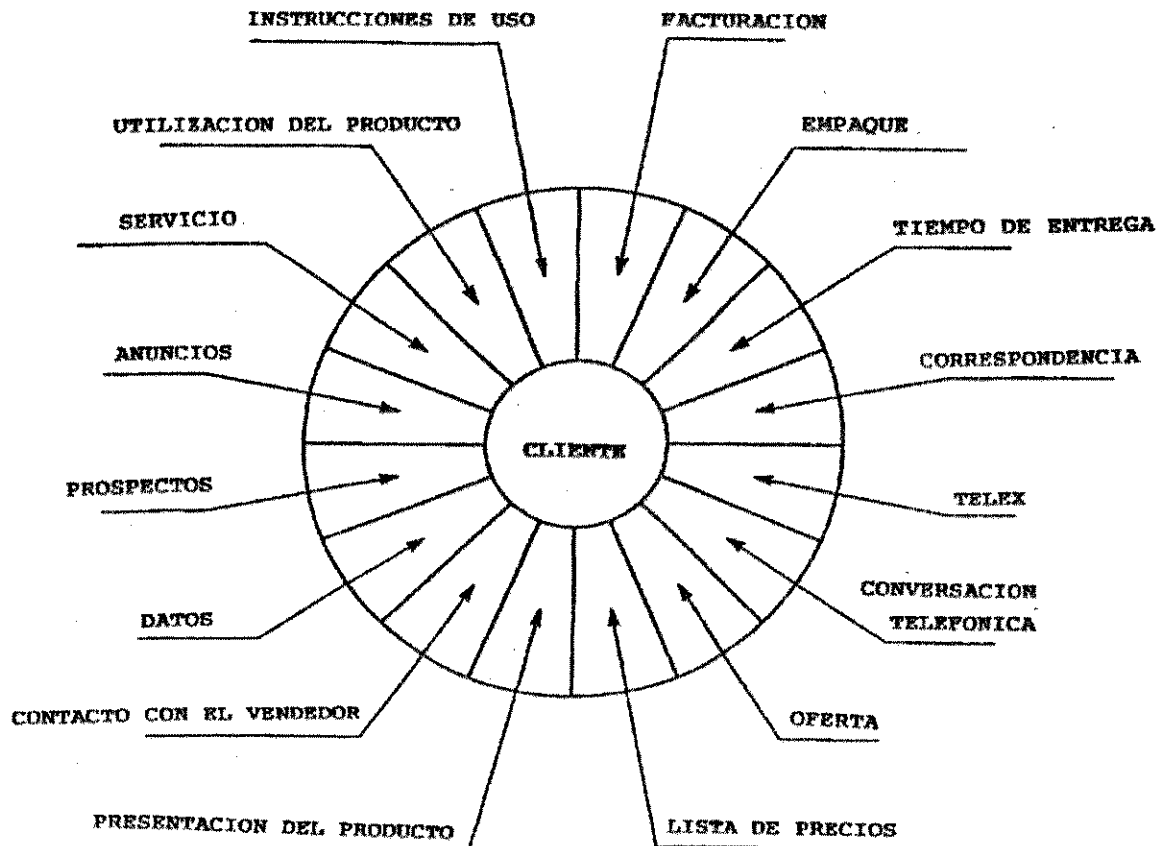 INSTRUCCIONES DE USO
FACTURACION
UTILIZACION DEL PRODUCTO
EMPAQUE
SERVICIO
TIEMPO DE ENTREGA
ANUNCIOS
CORRESPONDENCIA
CLIENTE
PROSPECTOS
TELEX
CONVERSACION
TELEFONICA
DATOS
CONTACTO CON EL VENDEDOR
OFERTA
PRESENTACION DEL PRODUCTO
LISTA DE PRECIOS